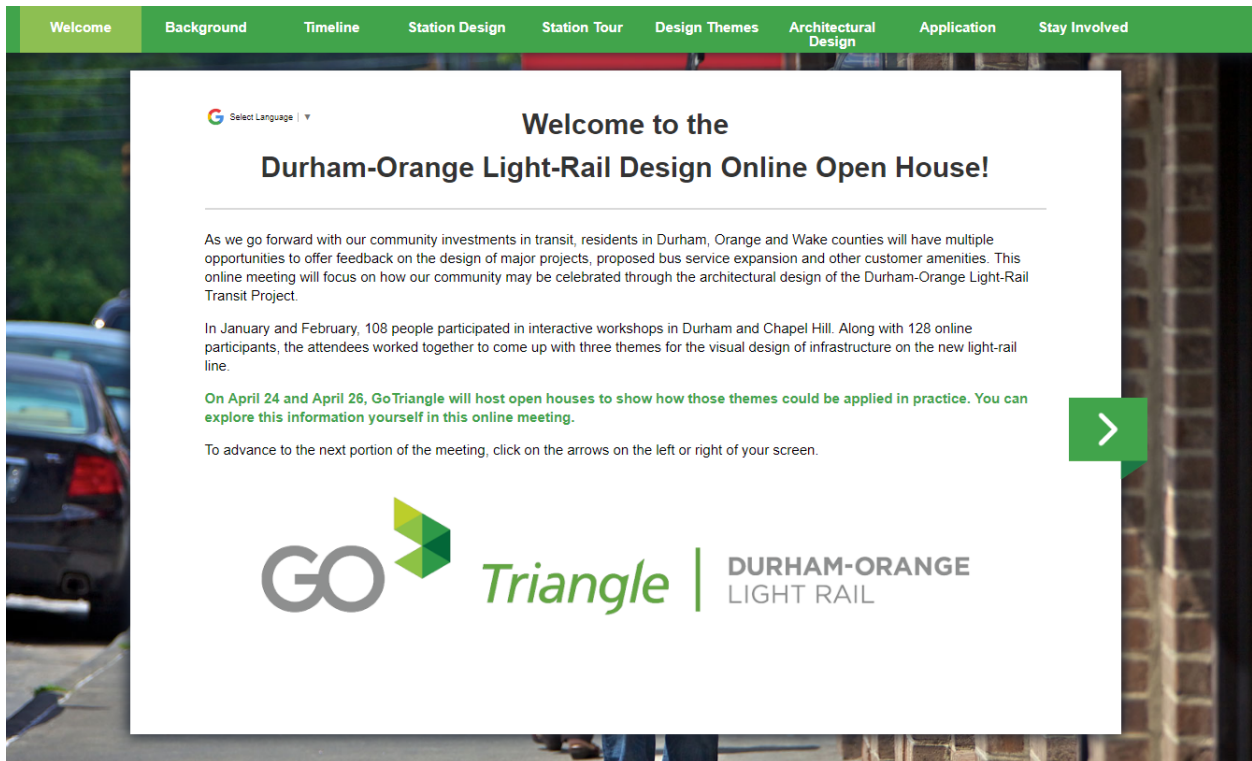 Welcome
Background
Timeline
Station Design
Station Tour
Design Themes
Architectural
Design
Application
Stay Involved
Select Language
Welcome to the
Durham-Orange Light-Rail Design Online Open House!
As we go forward with our community investments in transit, residents in Durham, Orange and Wake counties will have multiple
opportunities to offer feedback on the design of major projects, proposed bus service expansion and other customer amenities. This
online meeting will focus on how our community may be celebrated through the architectural design of the Durham-Orange Light-Rail
Transit Project.
In January and February, 108 people participated in interactive workshops in Durham and Chapel Hill. Along with 128 online
participants, the attendees worked together to come up with three themes for the visual design of infrastructure on the new light-rail
line.
On April 24 and April 26, GoTriangle will host open houses to show how those themes could be applied in practice. You can
explore this information yourself in this online meeting.
To advance to the next portion of the meeting, click on the arrows on the left or right of your screen.
GO Triangle
DURHAM-ORANGE
LIGHT RAIL